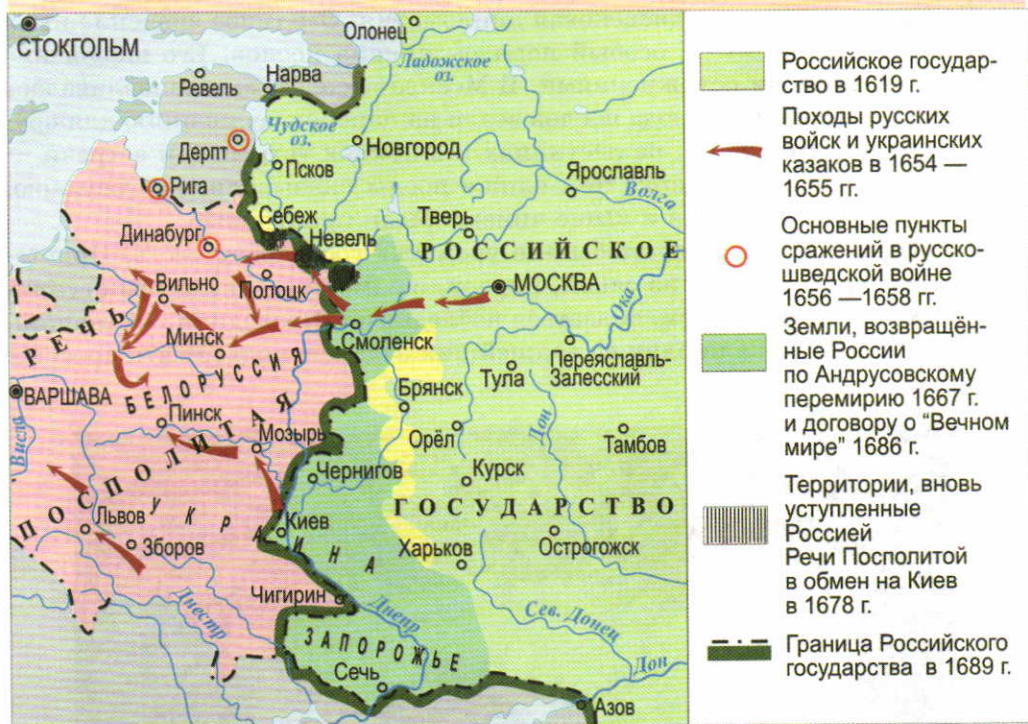 СТОКГОЛЬМ
Олонец
Ладожское
оз.
Ревель
Нарва
Чудское
оз.
Дерпт
Новгород
Псков
Ярославль
Волга
Рига
Себеж
Тверь
Динабург
Невель
РОССИЙСКОЕ
Вильно
Полоцк
МОСКВА
РЕЧЬ
Ока
Минск
Смоленск
БЕЛОРУССИЯ
Переяславль-
Залесский
Тула
Брянск
ВАРШАВА
Пинск
Дон
Висла
ПОСПОЛИТАЯ
Мозырь
Орёл
Тамбов
Чернигов
Курск
ГОСУДАРСТВО
Львов
УКРАИНА
Киев
Зборов
Харьков
Острогожск
Чигирин
Днепр
Днестр
Сев. Донец
ЗАПОРОЖЬЕ
Сечь
Дон
Азов
Российское государ-
ство в 1619 г.
Походы русских
войск и украинских
казаков в 1654 —
1655 гг.
Основные пункты
сражений в русско-
шведской войне
1656 —1658 гг.
Земли, возвращён-
ные России
по Андрусовскому
перемирию 1667 г.
и договору о “Вечном
мире” 1686 г.
Территории, вновь
уступленные
Россией
Речи Посполитой
в обмен на Киев
в 1678 г.
Граница Российского
государства в 1689 г.